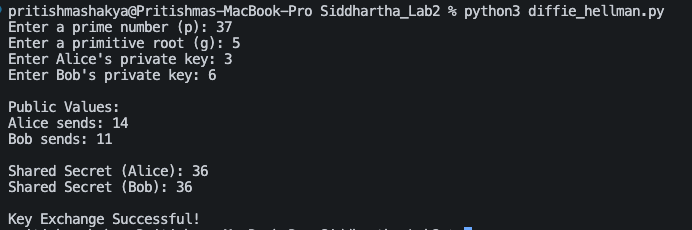 pritishmashakya@Pritishmas-MacBook-Pro Siddhartha_Lab2 % python3 diffie_hellman.py
Enter a prime number (p): 37
Enter a primitive root (g): 5
Enter Alice's private key: 3
Enter Bob's private key: 6
Public Values:
Alice sends: 14
Bob sends: 11
Shared Secret (Alice): 36
Shared Secret (Bob): 36
Key Exchange Successful!